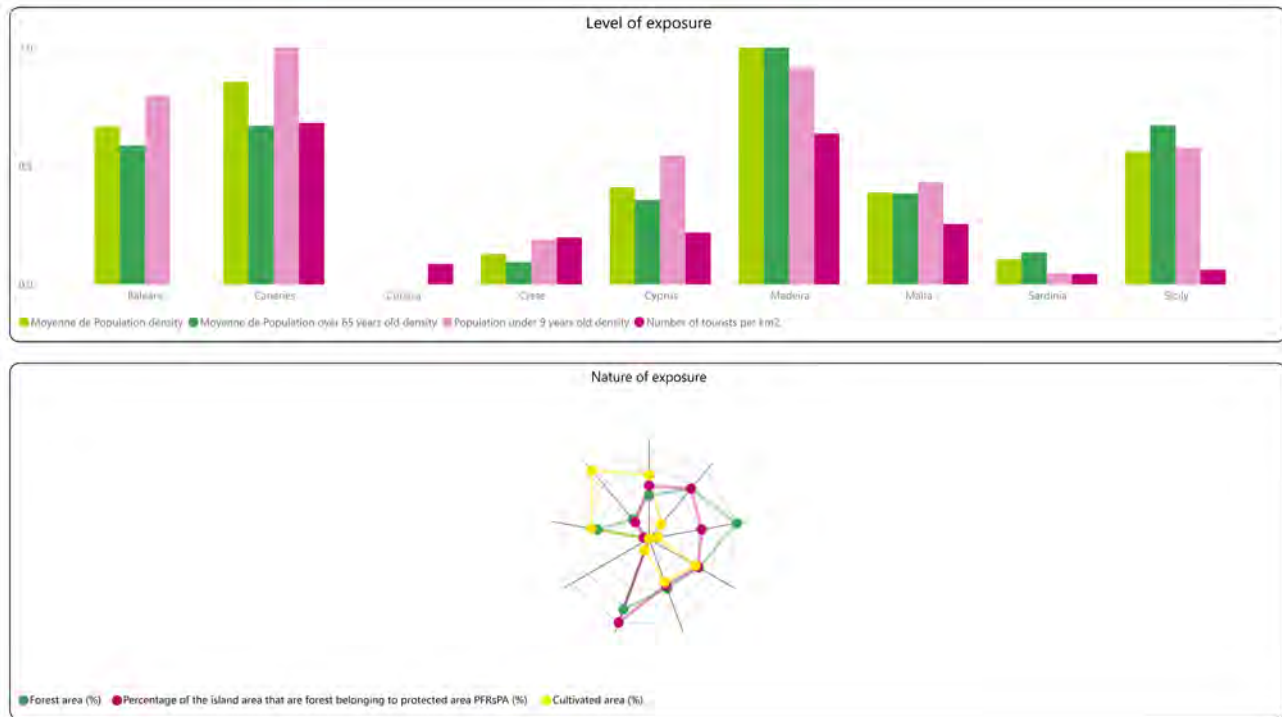 Level of exposure
1.0
0.5
0.0
Balearic Canaries Corsica Crete Cyprus Madeira Malta Sardinia Sicily
Moyenne de Population density Moyenne de Population over 65 years old density Population under 9 years old density Number of tourists per km2
Nature of exposure
Forest area (%) Percentage of the island area that are forest belonging to protected area PFRsPA (%) Cultivated area (%)